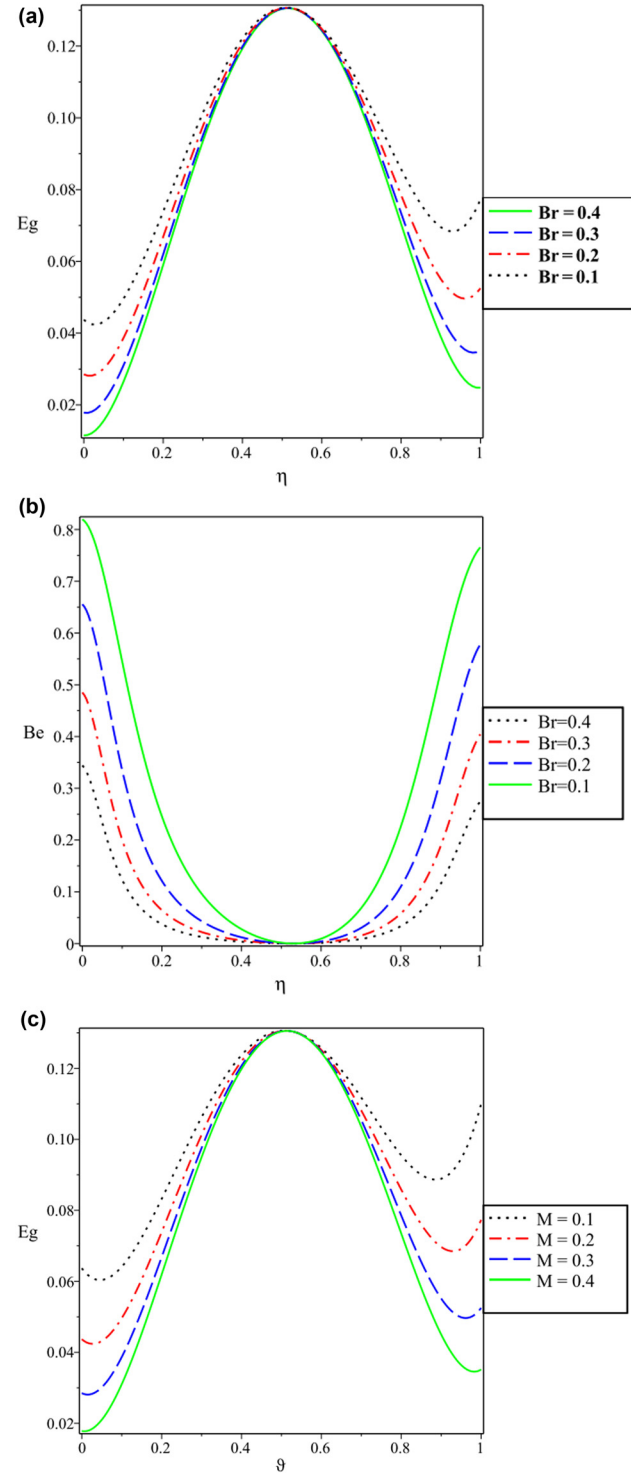 (a)
0.12
0.10
0.08
Eg
0.06
0.04
0.02
0 0.2 0.4 0.6 0.8 1
η
Br = 0.4
Br = 0.3
Br = 0.2
Br = 0.1
(b)
0.8
0.7
0.6
0.5
Be
0.4
0.3
0.2
0.1
0
0 0.2 0.4 0.6 0.8 1
η
Br=0.4
Br=0.3
Br=0.2
Br=0.1
(c)
0.12
0.10
0.08
Eg
0.06
0.04
0.02
0 0.2 0.4 0.6 0.8 1
ϑ
M = 0.1
M = 0.2
M = 0.3
M = 0.4